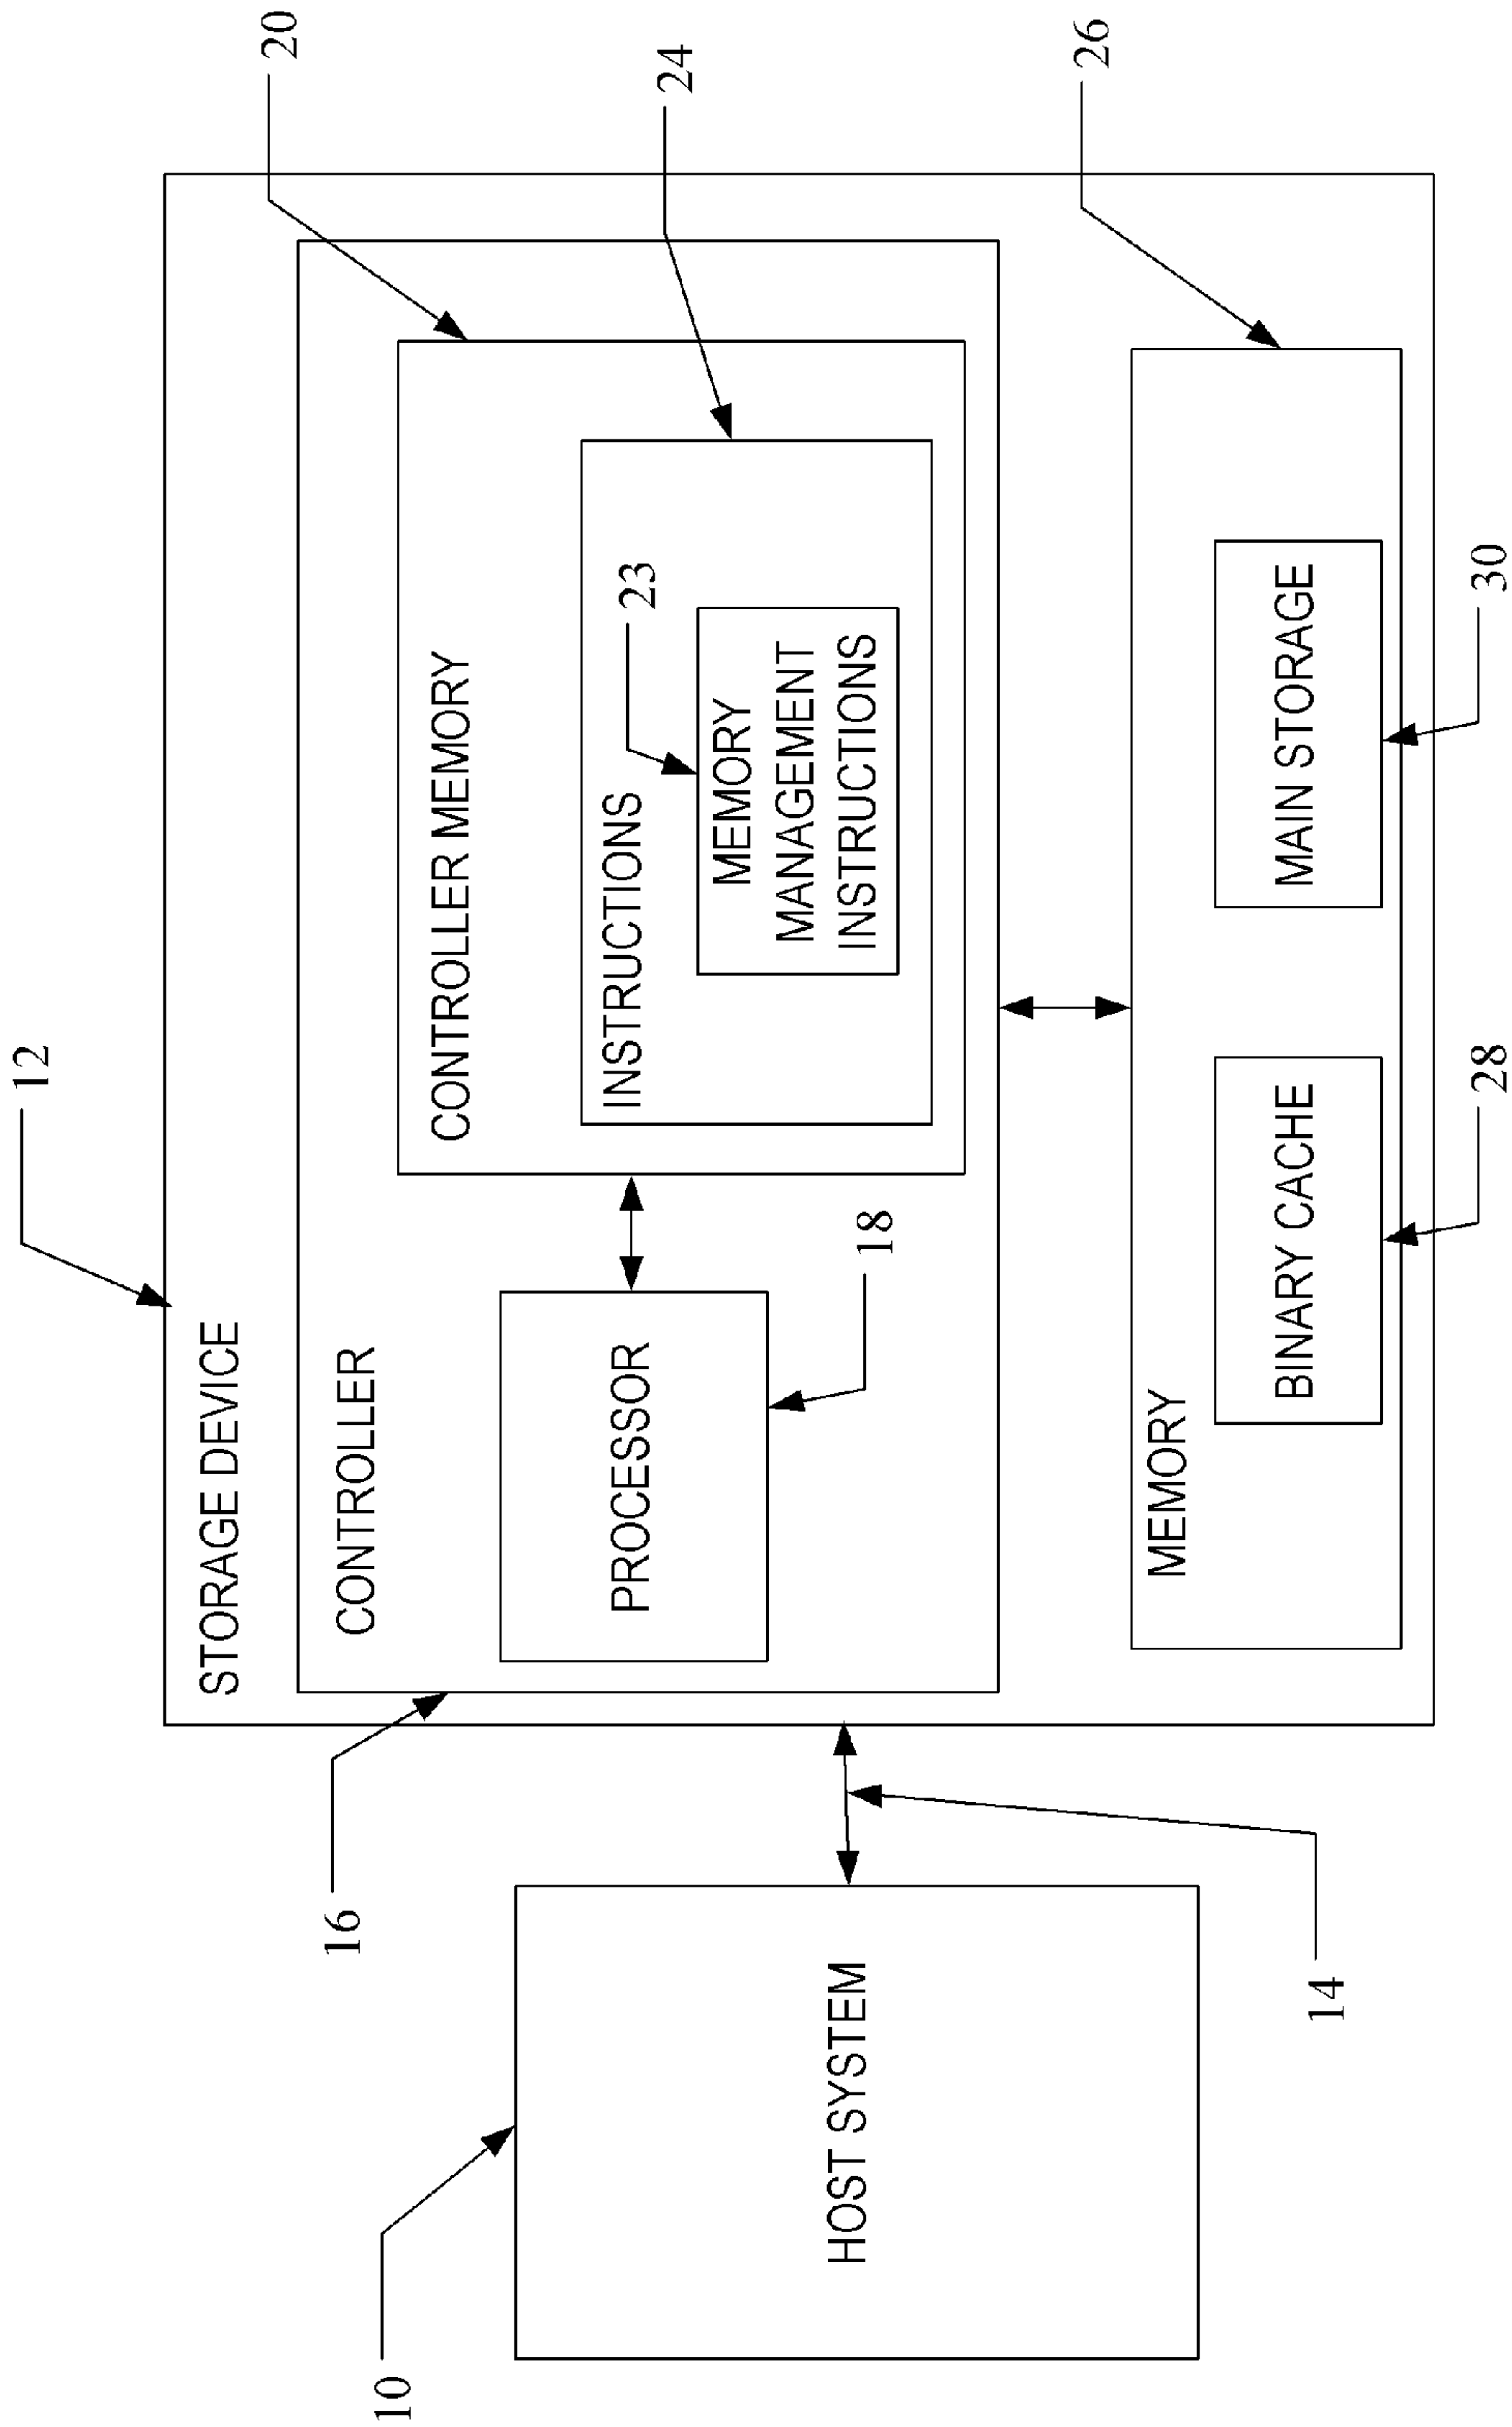 12
20
STORAGE DEVICE
16
CONTROLLER
24
CONTROLLER MEMORY
10
INSTRUCTIONS
23
PROCESSOR
MEMORY
MANAGEMENT
INSTRUCTIONS
HOST SYSTEM
18
26
MEMORY
BINARY CACHE
MAIN STORAGE
14
28
30